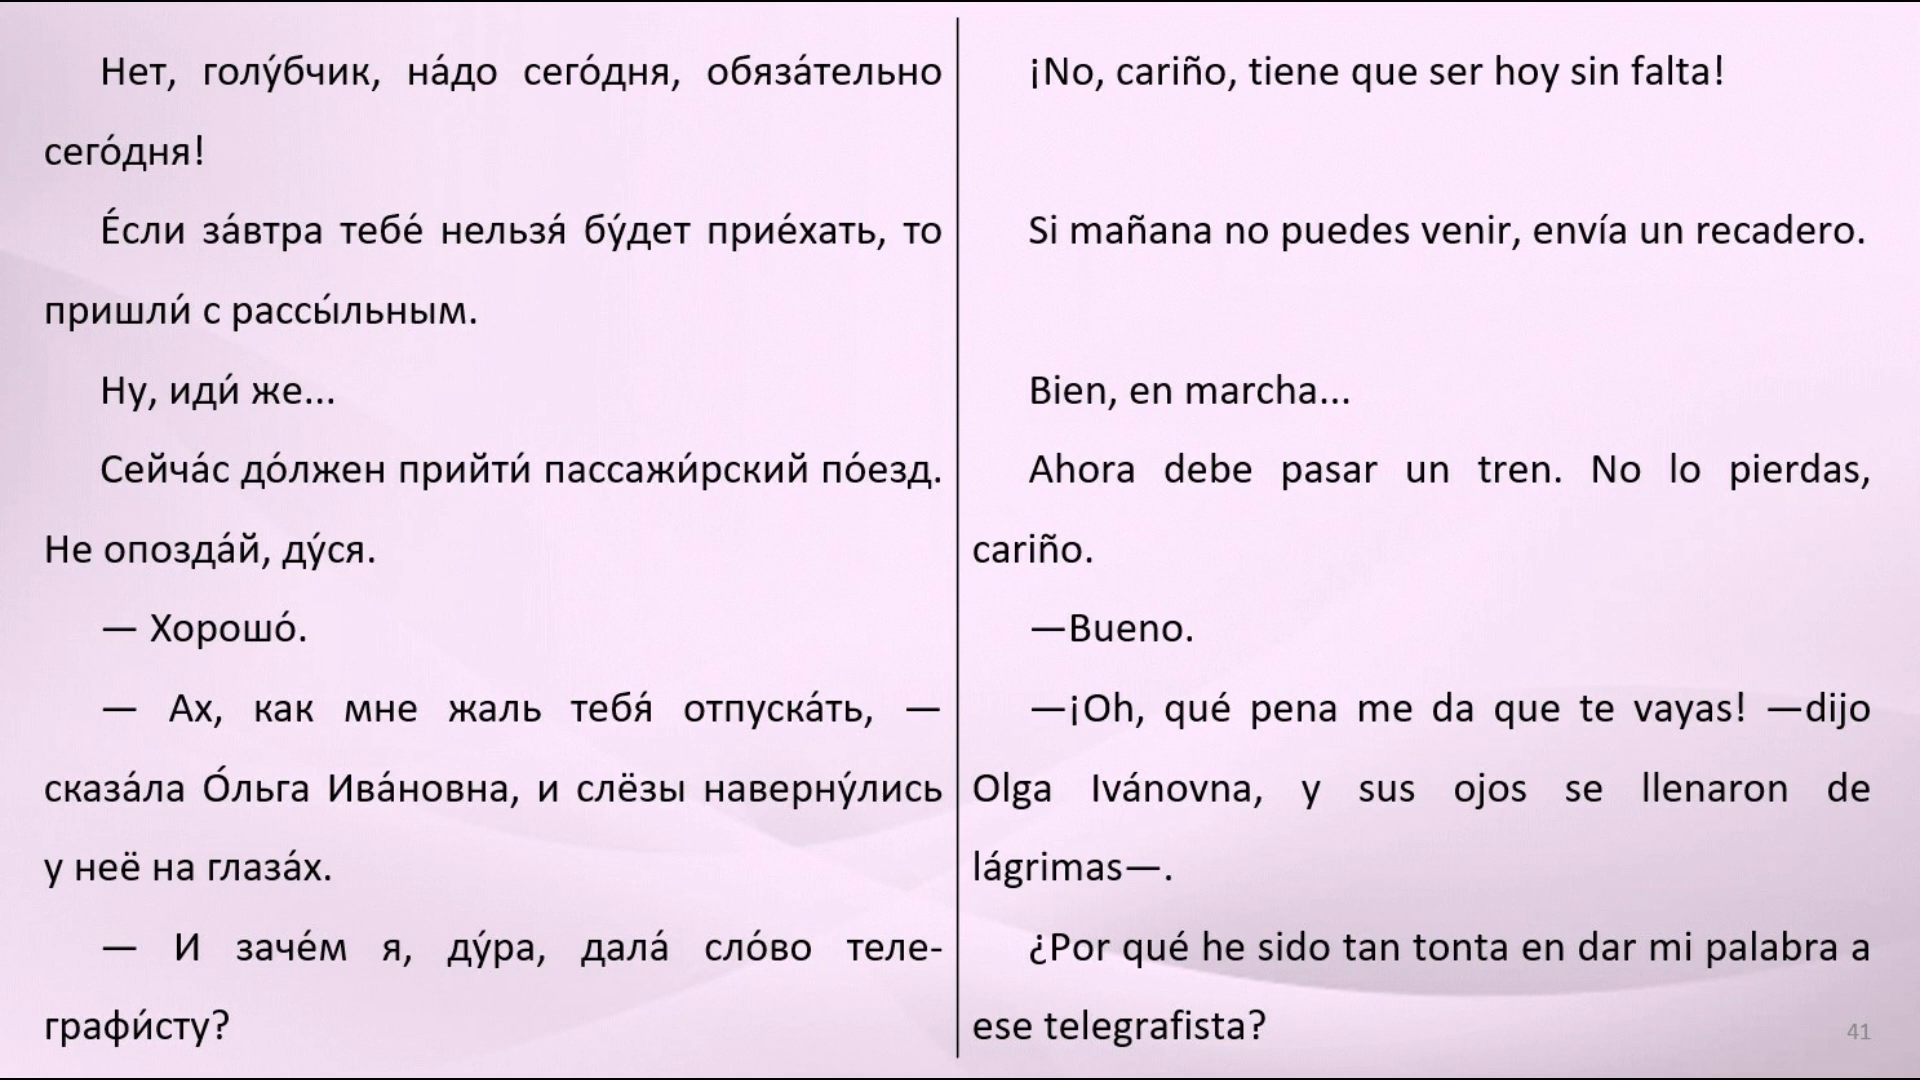 Нет, голу́бчик, на́до сего́дня, обяза́тельно
сего́дня!
Е́сли за́втра тебе́ нельзя́ бу́дет прие́хать, то
пришли́ с рассы́льным.
Ну, иди́ же...
Сейча́с до́лжен прийти́ пассажи́рский по́езд.
Не опозда́й, ду́ся.
— Хорошо́.
— Ах, как мне жаль тебя́ отпуска́ть, —
сказа́ла О́льга Ива́новна, и слёзы наверну́лись
у неё на глаза́х.
— И заче́м я, ду́ра, дала́ сло́во теле-
графи́сту?
¡No, cariño, tiene que ser hoy sin falta!
Si mañana no puedes venir, envía un recadero.
Bien, en marcha...
Ahora debe pasar un tren. No lo pierdas,
cariño.
—Bueno.
—¡Oh, qué pena me da que te vayas! —dijo
Olga Ivánovna, y sus ojos se llenaron de
lágrimas—.
¿Por qué he sido tan tonta en dar mi palabra a
ese telegrafista?
41